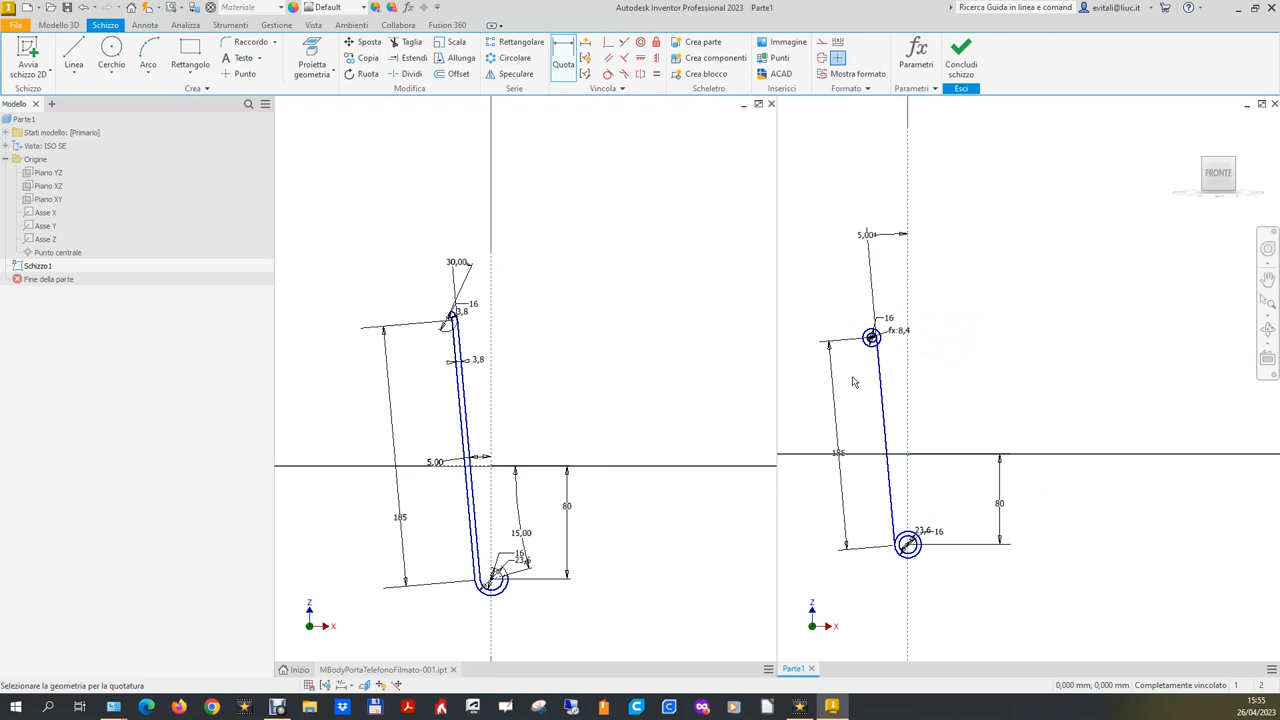 Materiale
Default
Autodesk Inventor Professional 2023
Parte1
Ricerca Guida in linea e comand
evitali@liuc.it
File
Modello 3D
Schizzo
Annota
Analizza
Strumenti
Gestione
Vista
Ambienti
Collabora
Fusion 360
Avvia
schizzo 2D
Schizzo
Linea
Cerchio
Arco
Rettangolo
Raccordo
Testo
Punto
Crea
Proietta
geometria
Sposta
Copia
Ruota
Taglia
Estendi
Dividi
Scala
Allunga
Offset
Modifica
Rettangolare
Circolare
Speculare
Serie
Quota
Vincola
Crea parte
Crea componenti
Crea blocco
Scheletro
Immagine
Punti
ACAD
Inserisci
Mostra formato
Formato
Parametri
Parametri
Concludi
schizzo
Esci
Modello
Parte1
Stati modello: [Primario]
Vista: ISO SE
Origine
Piano YZ
Piano XZ
Piano XY
Asse X
Asse Y
Asse Z
Punto centrale
Schizzo1
Fine della parte
30,00
16
3,8
3,8
5,00
185
80
15,00
16
23,6
Z
X
FRONTE
5,00
16
fx:8,4
185
80
23,6
16
Z
X
Inizio
MBodyPortaTelefonoFilmato-001.ipt
Parte1
Selezionare la geometria per la quotatura
0,000 mm, 0,000 mm
Completamente vincolato
1
2
15:55
26/04/2023